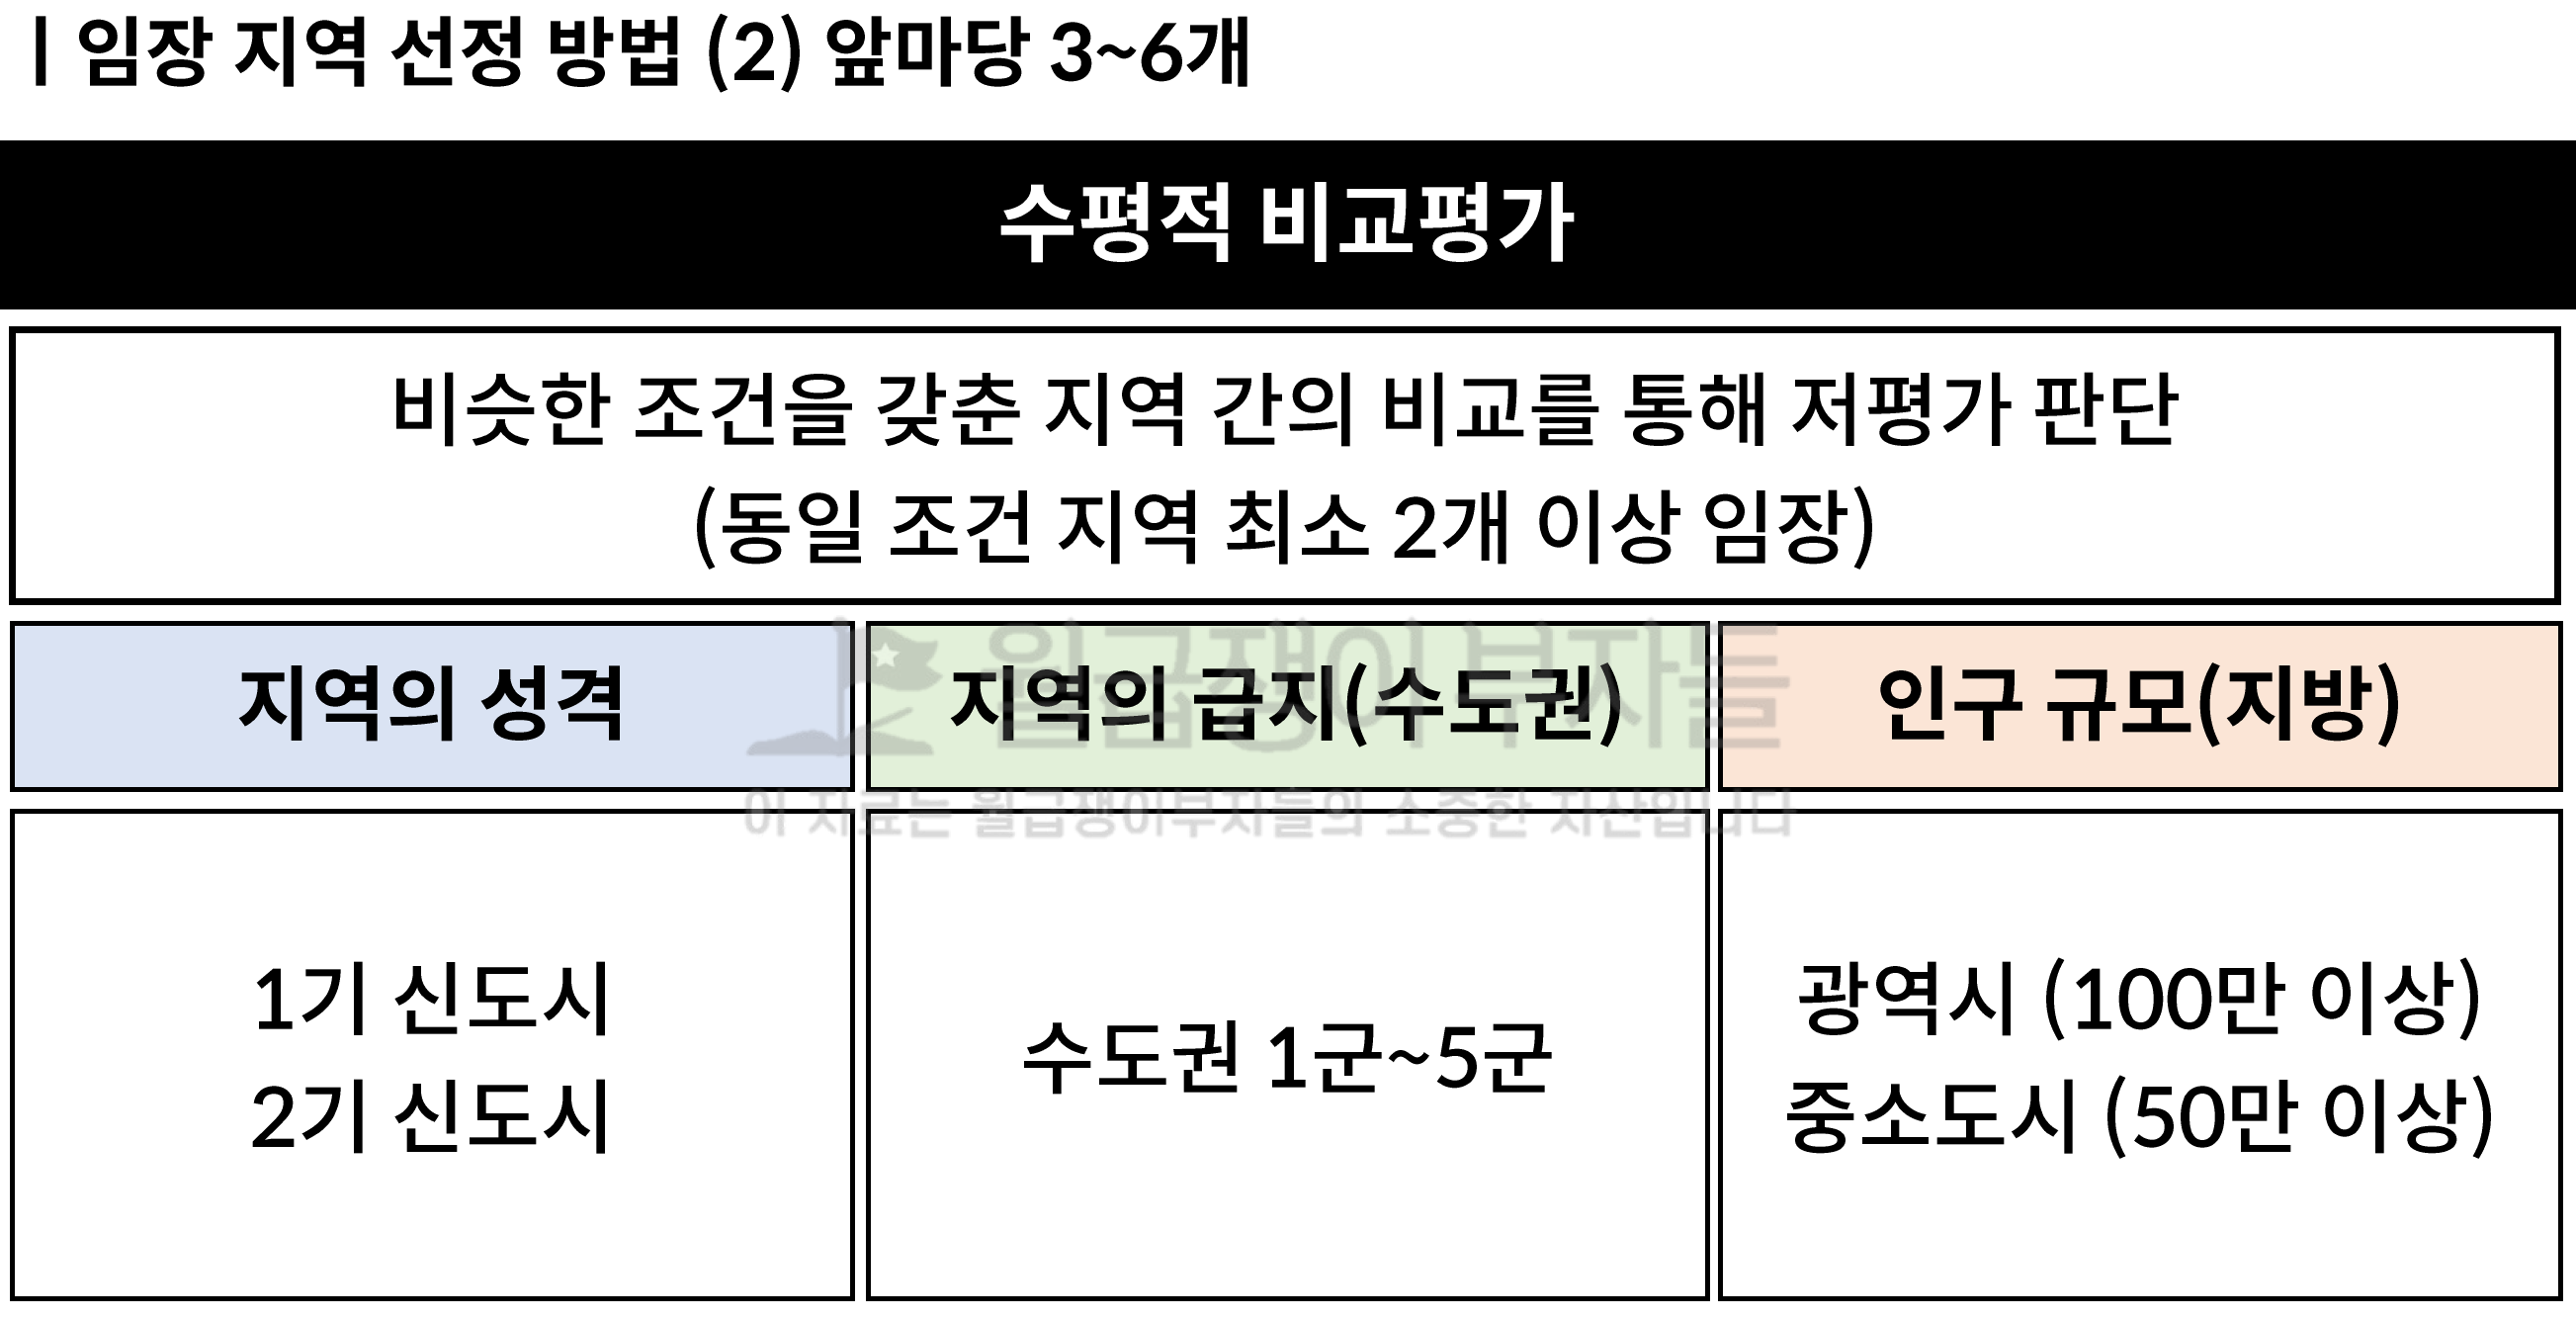 | 임장 지역 선정 방법 (2) 앞마당 3~6개
수평적 비교평가
비슷한 조건을 갖춘 지역 간의 비교를 통해 저평가 판단
(동일 조건 지역 최소 2개 이상 임장)
월급쟁이부자들
지역의 성격
지역의 급지(수도권)
인구 규모(지방)
이 자료는 월급쟁이부자들의 소중한 자산입니다
1기 신도시
2기 신도시
수도권 1군~5군
광역시 (100만 이상)
중소도시 (50만 이상)